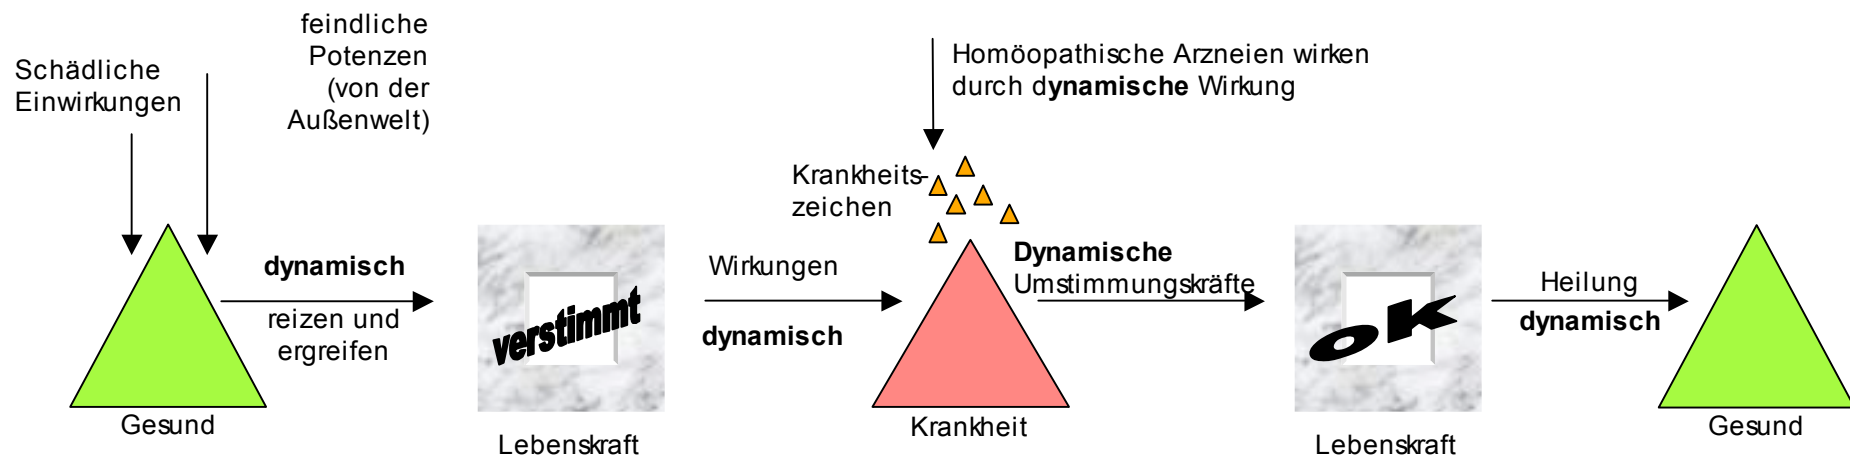 feindliche
Potenzen
(von der
Außenwelt)
Schädliche
Einwirkungen
Homöopathische Arzneien wirken
durch dynamische Wirkung
Krankheits-
zeichen
dynamisch
reizen und
ergreifen
verstimmt
Wirkungen
dynamisch
Dynamische
Umstimmungskräfte
OK
Heilung
dynamisch
Gesund
Lebenskraft
Krankheit
Lebenskraft
Gesund